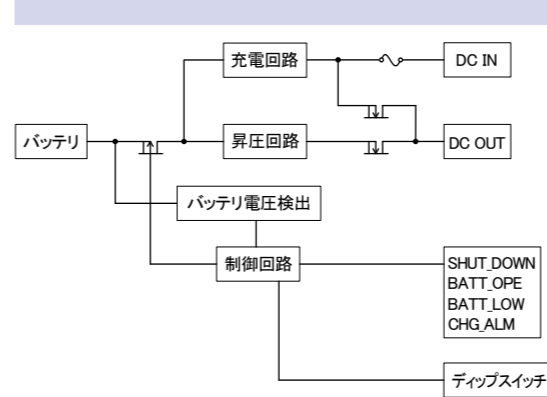 充電回路
DC IN
バッテリ
昇圧回路
DC OUT
バッテリ電圧検出
制御回路
SHUT_DOWN
BATT_OPE
BATT_LOW
CHG_ALM
ディップスイッチ